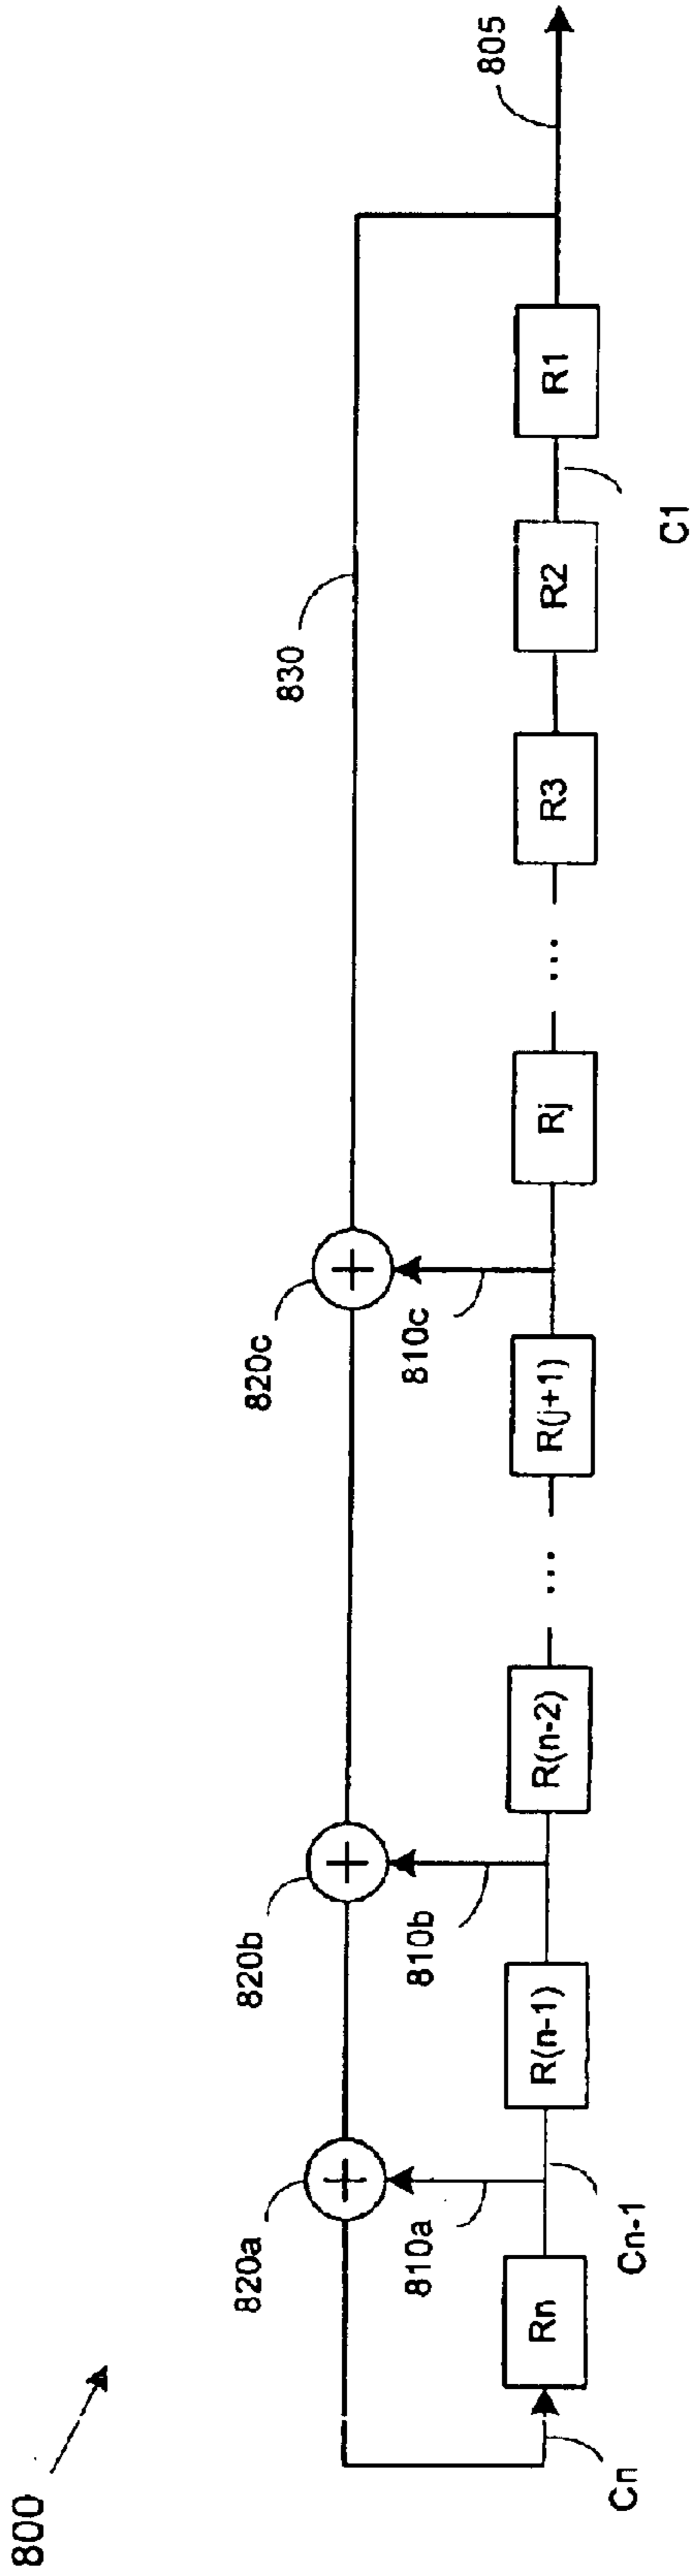 800
820a
820b
820c
830
805
810a
810b
810c
Rn
R(n-1)
R(n-2)
...
R(j+1)
Rj
...
R3
R2
R1
Cn
Cn-1
C1